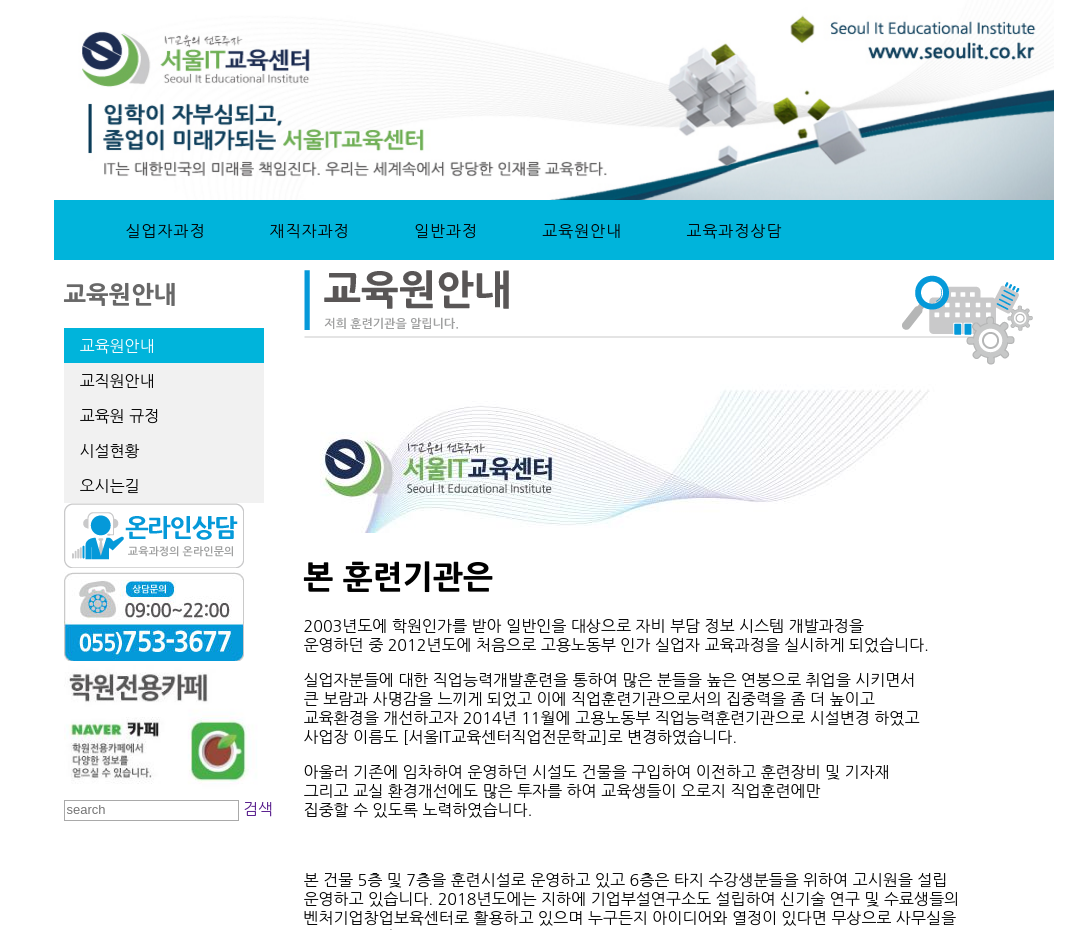 IT교육의 선두주자
서울IT교육센터
Seoul It Educational Institute
Seoul It Educational Institute
www.seoulit.co.kr
입학이 자부심되고,
졸업이 미래가되는 서울IT교육센터
IT는 대한민국의 미래를 책임진다. 우리는 세계속에서 당당한 인재를 교육한다.
실업자과정 재직자과정 일반과정 교육원안내 교육과정상담
교육원안내
교육원안내
교직원안내
교육원 규정
시설현황
오시는길
온라인상담
교육과정의 온라인문의
상담문의
09:00~22:00
055)753-3677
학원전용카페
NAVER 카페
학원전용카페에서
다양한 정보를
얻으실 수 있습니다.
search 검색
교육원안내
저희 훈련기관을 알립니다.
IT교육의 선두주자
서울IT교육센터
Seoul It Educational Institute
본 훈련기관은
2003년도에 학원인가를 받아 일반인을 대상으로 자비 부담 정보 시스템 개발과정을
운영하던 중 2012년도에 처음으로 고용노동부 인가 실업자 교육과정을 실시하게 되었습니다.
실업자분들에 대한 직업능력개발훈련을 통하여 많은 분들을 높은 연봉으로 취업을 시키면서
큰 보람과 사명감을 느끼게 되었고 이에 직업훈련기관으로서의 집중력을 좀 더 높이고
교육환경을 개선하고자 2014년 11월에 고용노동부 직업능력훈련기관으로 시설변경 하였고
사업장 이름도 [서울IT교육센터직업전문학교]로 변경하였습니다.
아울러 기존에 임차하여 운영하던 시설도 건물을 구입하여 이전하고 훈련장비 및 기자재
그리고 교실 환경개선에도 많은 투자를 하여 교육생들이 오로지 직업훈련에만
집중할 수 있도록 노력하였습니다.
본 건물 5층 및 7층을 훈련시설로 운영하고 있고 6층은 타지 수강생분들을 위하여 고시원을 설립
운영하고 있습니다. 2018년도에는 지하에 기업부설연구소도 설립하여 신기술 연구 및 수료생들의
벤처기업창업보육센터로 활용하고 있으며 누구든지 아이디어와 열정이 있다면 무상으로 사무실을